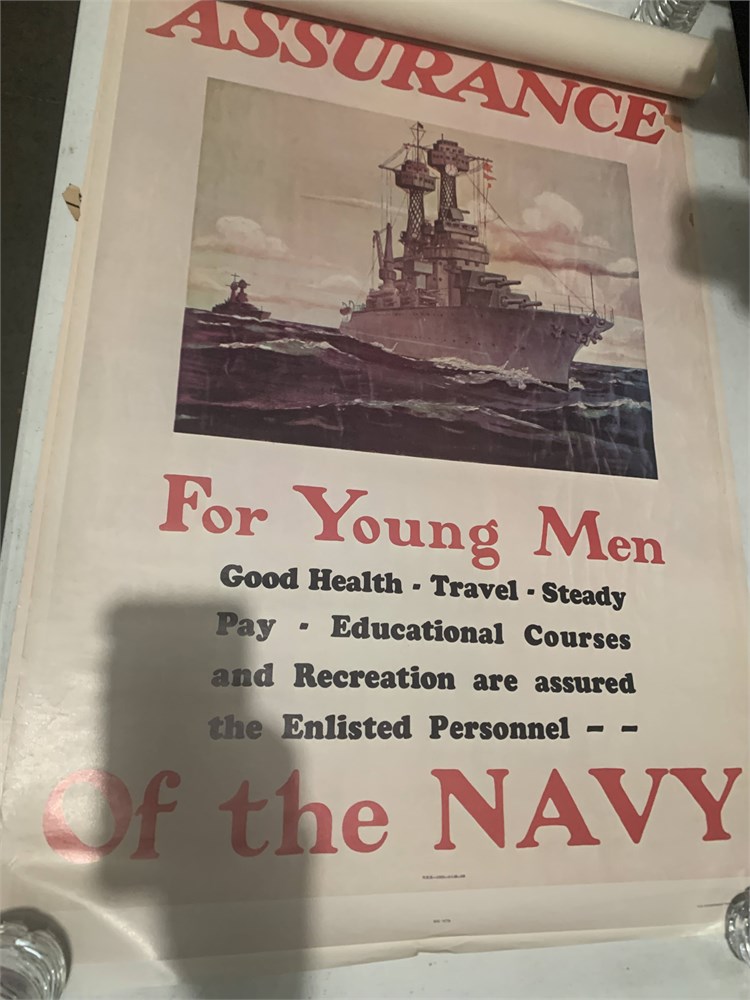 ASSURANCE
For Young Men
Good Health - Travel - Steady
Pay - Educational Courses
and Recreation are assured
the Enlisted Personnel - -
Of the NAVY